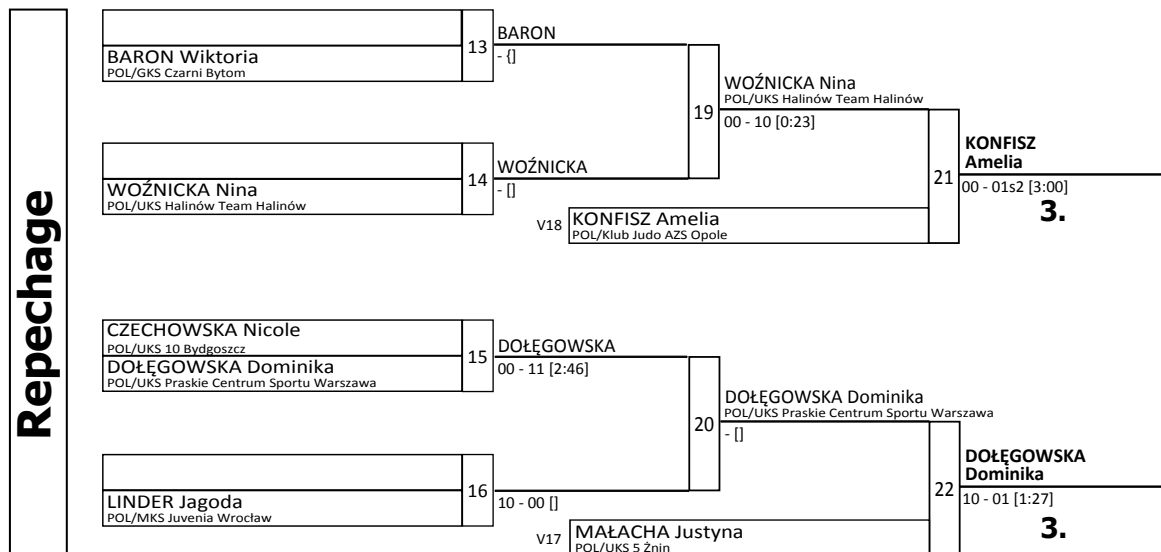 Repechage
BARON Wiktoria
POL/GKS Czarni Bytom
13
BARON
- {]
WOŹNICKA Nina
POL/UKS Halinów Team Halinów
14
WOŹNICKA
- []
19
WOŹNICKA Nina
POL/UKS Halinów Team Halinów
00 - 10 [0:23]
V18
KONFISZ Amelia
POL/Klub Judo AZS Opole
21
KONFISZ
Amelia
00 - 01s2 [3:00]
3.
CZECHOWSKA Nicole
POL/UKS 10 Bydgoszcz
DOŁĘGOWSKA Dominika
POL/UKS Praskie Centrum Sportu Warszawa
15
DOŁĘGOWSKA
00 - 11 [2:46]
LINDER Jagoda
POL/MKS Juvenia Wrocław
16
10 - 00 []
20
DOŁĘGOWSKA Dominika
POL/UKS Praskie Centrum Sportu Warszawa
- []
V17
MAŁACHA Justyna
POL/UKS 5 Żnin
22
DOŁĘGOWSKA
Dominika
10 - 01 [1:27]
3.